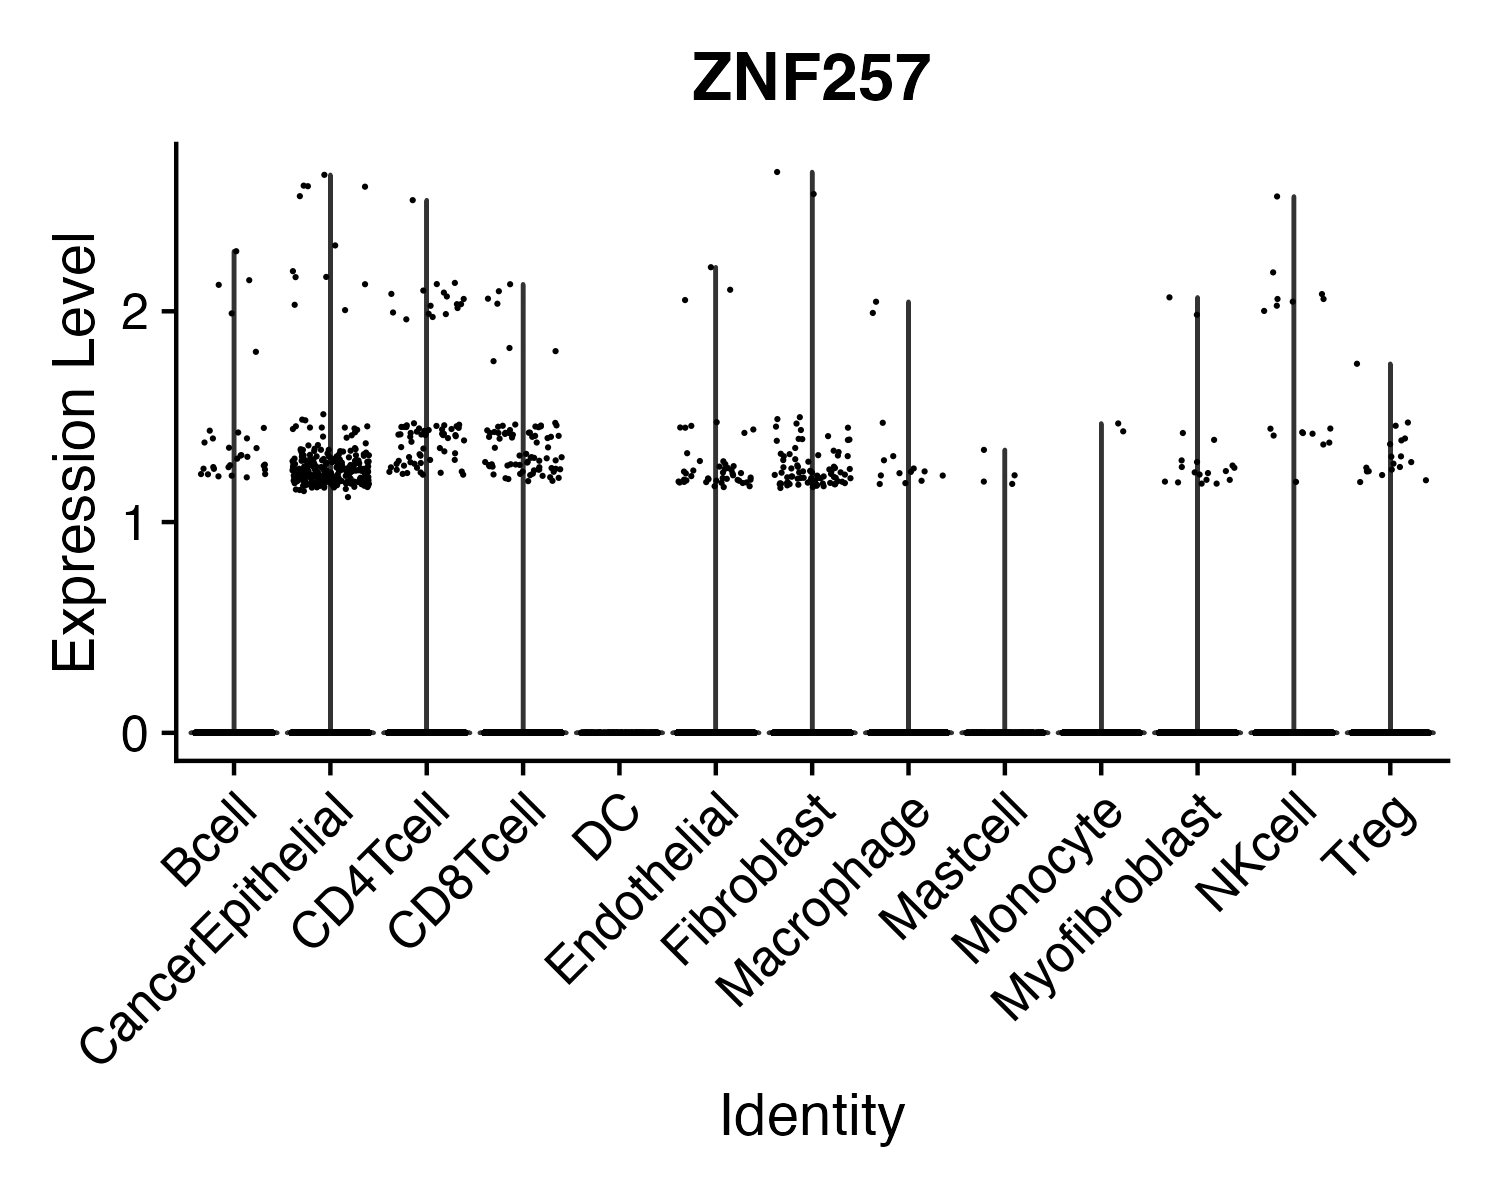 ZNF257
Expression Level
2
1
0
Bcell
CancerEpithelial
CD4Tcell
CD8Tcell
DC
Endothelial
Fibroblast
Macrophage
Mastcell
Monocyte
Myofibroblast
NKcell
Treg
Identity